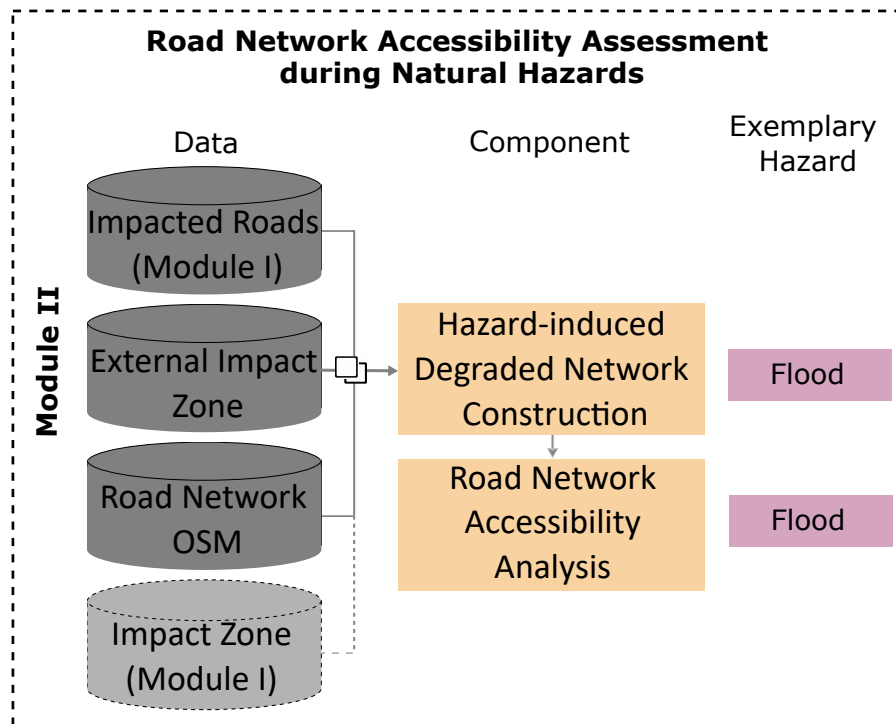 Road Network Accessibility Assessment
during Natural Hazards
Module II
Data
Component
Exemplary
Hazard
Impacted Roads
(Module I)
External Impact
Zone
Road Network
OSM
Impact Zone
(Module I)
Hazard-induced
Degraded Network
Construction
Flood
Road Network
Accessibility
Analysis
Flood